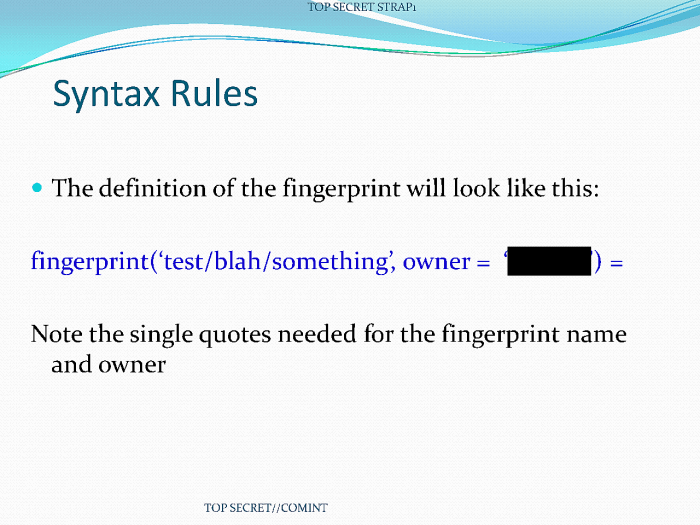 TOP SECRET STRAP1
Syntax Rules
• The definition of the fingerprint will look like this:
fingerprint(‘test/blah/something’, owner = ‘ ’) =
Note the single quotes needed for the fingerprint name
and owner
TOP SECRET//COMINT